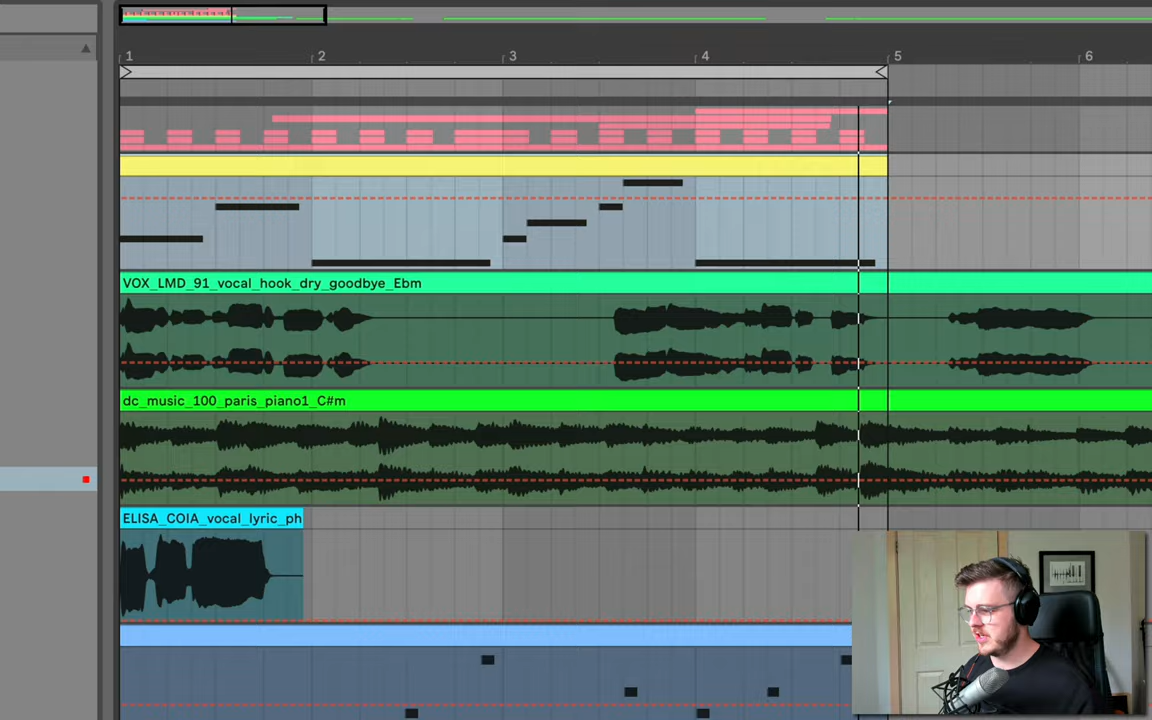 1 2 3 4 5 6
VOX_LMD_91_vocal_hook_dry_goodbye_Ebm
dc_music_100_paris_piano1_C#m
ELISA_COIA_vocal_lyric_ph